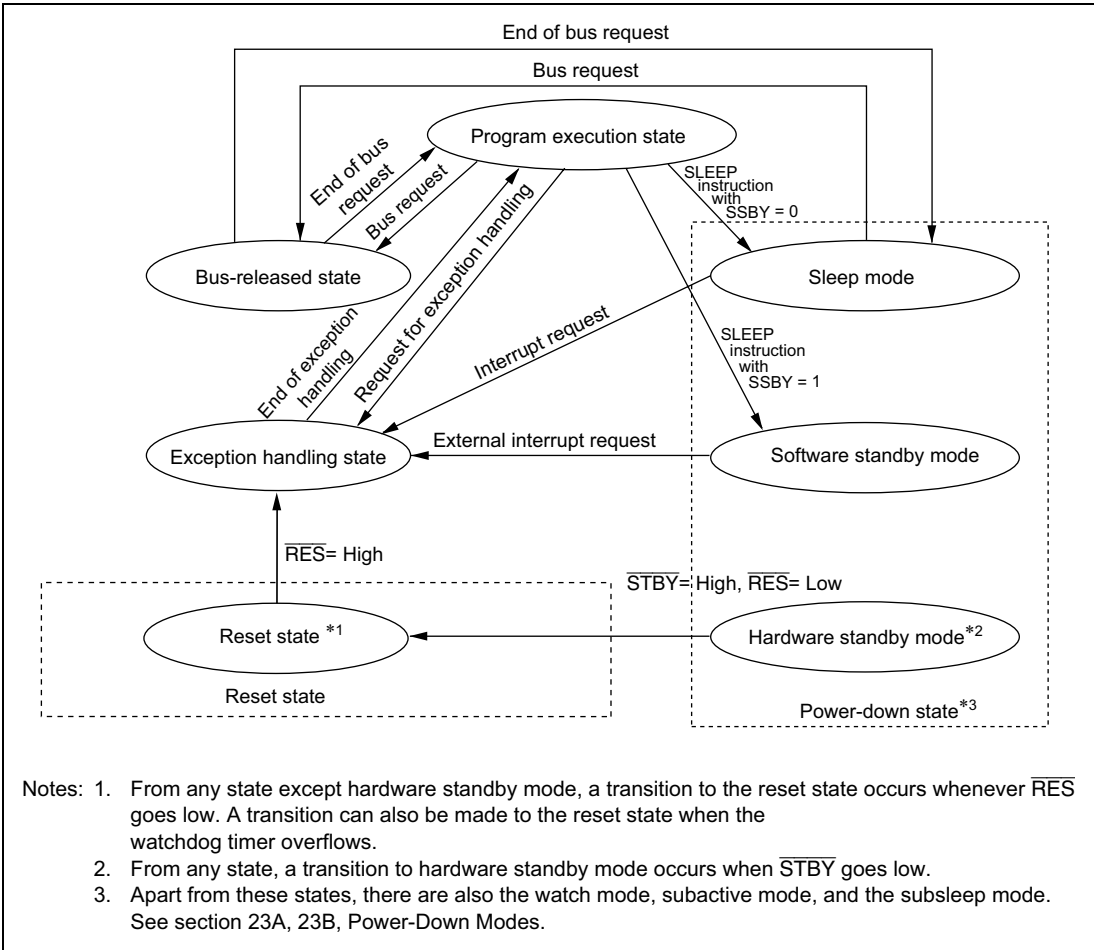 End of bus request
Bus request
Program execution state
End of bus
request
Bus request
SLEEP
instruction
with
SSBY = 0
Bus-released state
Sleep mode
End of exception
handling
Request for exception handling
Interrupt request
SLEEP
instruction
with
SSBY = 1
Exception handling state
External interrupt request
Software standby mode
R̅E̅S̅= High
S̅T̅B̅Y̅= High, R̅E̅S̅= Low
Reset state *1
Hardware standby mode*2
Reset state
Power-down state*3
Notes: 1. From any state except hardware standby mode, a transition to the reset state occurs whenever R̅E̅S̅
goes low. A transition can also be made to the reset state when the
watchdog timer overflows.
2. From any state, a transition to hardware standby mode occurs when S̅T̅B̅Y̅ goes low.
3. Apart from these states, there are also the watch mode, subactive mode, and the subsleep mode.
See section 23A, 23B, Power-Down Modes.